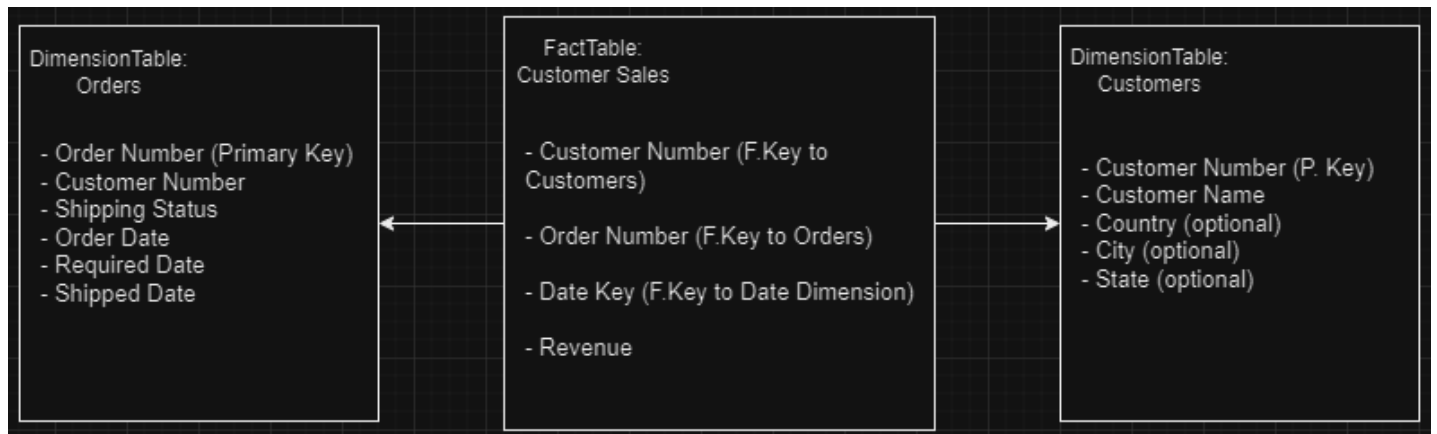 DimensionTable:
Orders
- Order Number (Primary Key)
- Customer Number
- Shipping Status
- Order Date
- Required Date
- Shipped Date
FactTable:
Customer Sales
- Customer Number (F.Key to
Customers)
- Order Number (F.Key to Orders)
- Date Key (F.Key to Date Dimension)
- Revenue
DimensionTable:
Customers
- Customer Number (P. Key)
- Customer Name
- Country (optional)
- City (optional)
- State (optional)